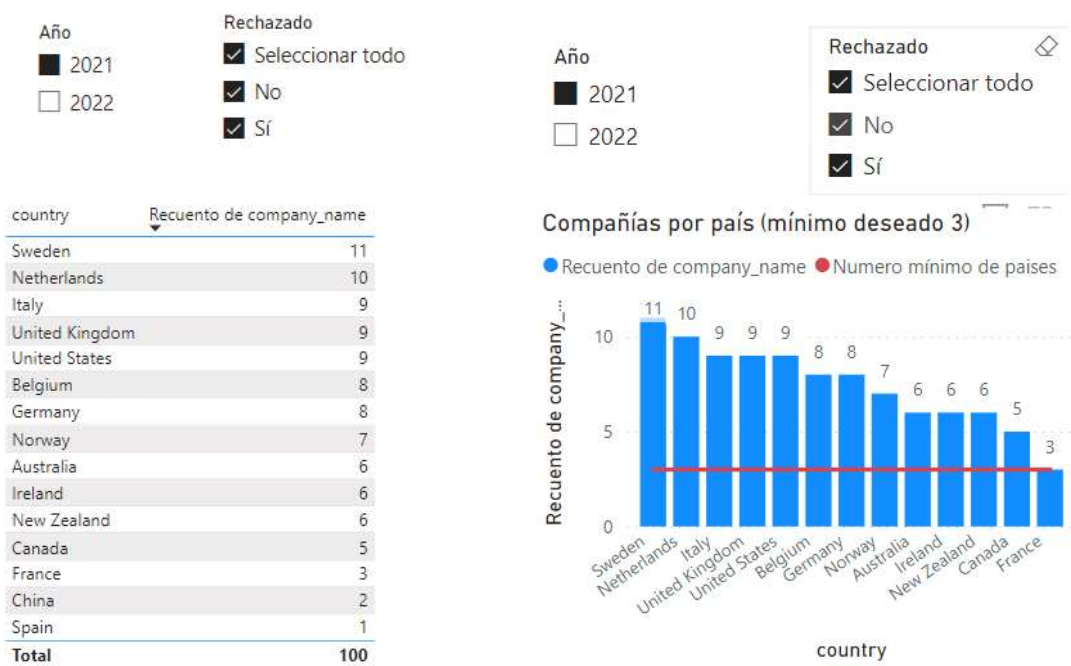 Año
2021
2022
Rechazado
Seleccionar todo
No
Sí
country Recuento de company_name
Sweden 11
Netherlands 10
Italy 9
United Kingdom 9
United States 9
Belgium 8
Germany 8
Norway 7
Australia 6
Ireland 6
New Zealand 6
Canada 5
France 3
China 2
Spain 1
Total 100
Año
2021
2022
Rechazado
Seleccionar todo
No
Sí
Compañías por país (mínimo deseado 3)
Recuento de company_name Numero mínimo de paises
Recuento de company_...
10
5
0
11 10 9 9 9 8 8 7 6 6 6 5 3
Sweden
Netherlands
Italy
United Kingdom
United States
Belgium
Germany
Norway
Australia
Ireland
New Zealand
Canada
France
country